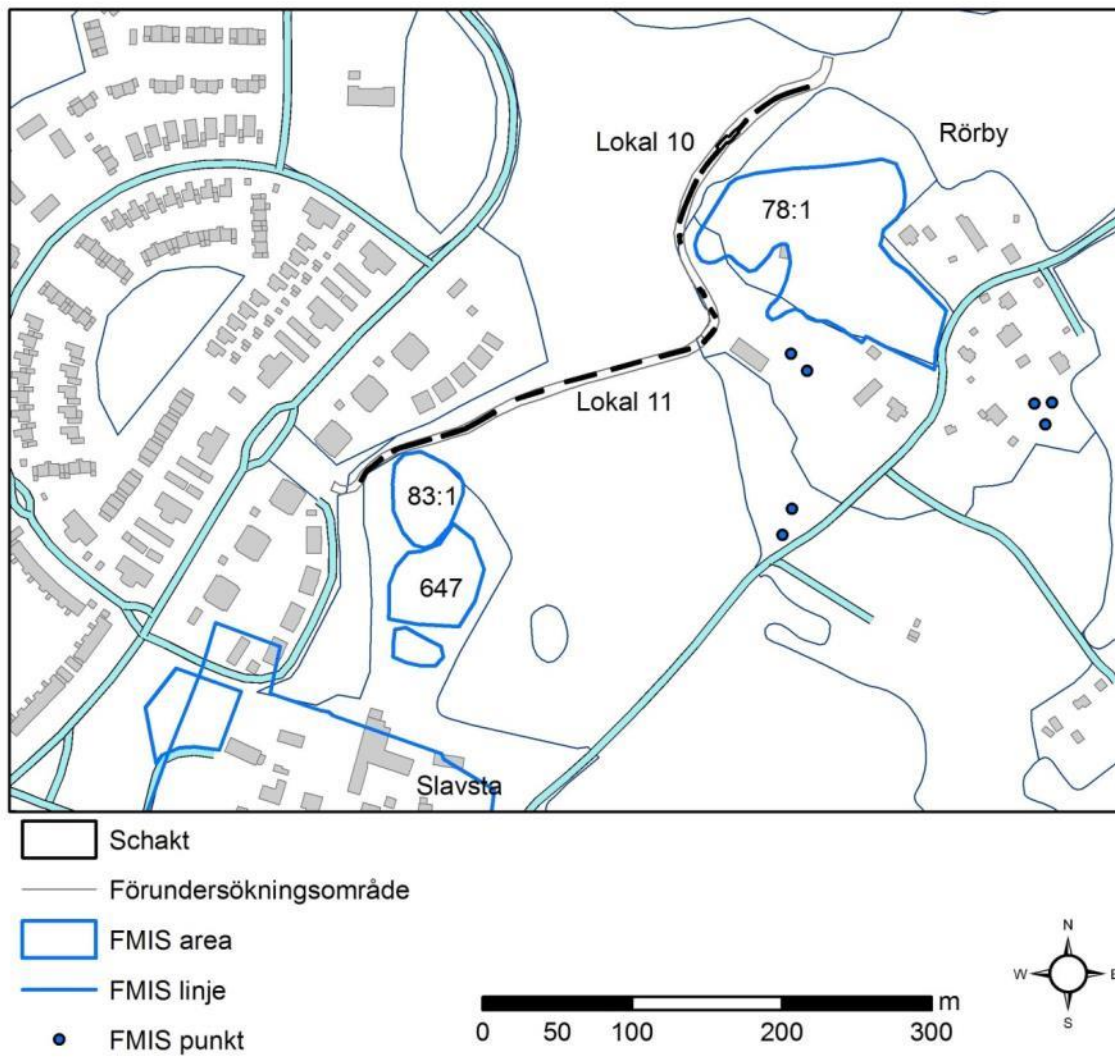 Lokal 10
Rörby
78:1
Lokal 11
83:1
647
Slavsta
Schakt
Förundersökningsområde
FMIS area
FMIS linje
FMIS punkt
N
W E
S
m
0 50 100 200 300